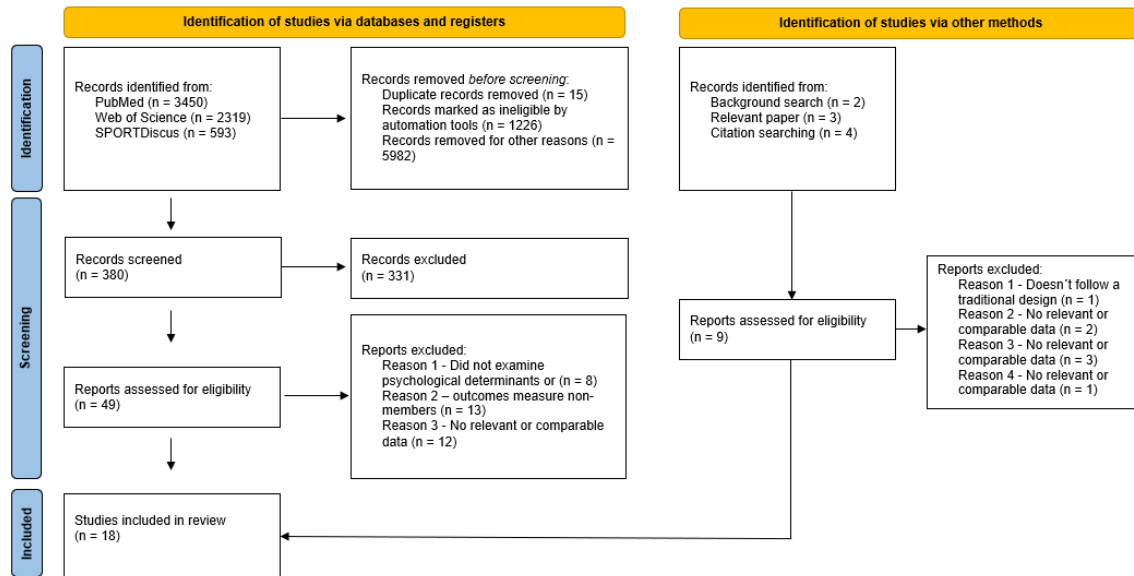 Identification of studies via databases and registers
Identification of studies via other methods
Identification
Records identified from:
PubMed (n = 3450)
Web of Science (n = 2319)
SPORTDiscus (n = 593)
Records removed before screening:
Duplicate records removed (n = 15)
Records marked as ineligible by
automation tools (n = 1226)
Records removed for other reasons (n =
5982)
Records identified from:
Background search (n = 2)
Relevant paper (n = 3)
Citation searching (n = 4)
Screening
Records screened
(n = 380)
Records excluded
(n = 331)
Reports assessed for eligibility
(n = 49)
Reports excluded:
Reason 1 - Did not examine
psychological determinants or (n = 8)
Reason 2 – outcomes measure non-
members (n = 13)
Reason 3 - No relevant or comparable
data (n = 12)
Reports assessed for eligibility
(n = 9)
Reports excluded:
Reason 1 - Doesn´t follow a
traditional design (n = 1)
Reason 2 - No relevant or
comparable data (n = 2)
Reason 3 - No relevant or
comparable data (n = 3)
Reason 4 - No relevant or
comparable data (n = 1)
Included
Studies included in review
(n = 18)